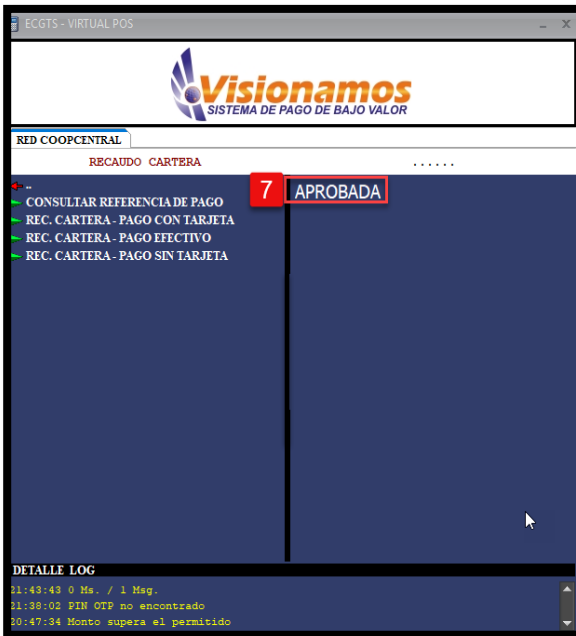 ECGTS - VIRTUAL POS
Visionamos
SISTEMA DE PAGO DE BAJO VALOR
RED COOPCENTRAL
RECAUDO CARTERA ......
..
7 APROBADA
CONSULTAR REFERENCIA DE PAGO
REC. CARTERA - PAGO CON TARJETA
REC. CARTERA - PAGO EFECTIVO
REC. CARTERA - PAGO SIN TARJETA
DETALLE LOG
21:43:43 0 Ms. / 1 Msg.
21:38:02 PIN OTP no encontrado
20:47:34 Monto supera el permitido